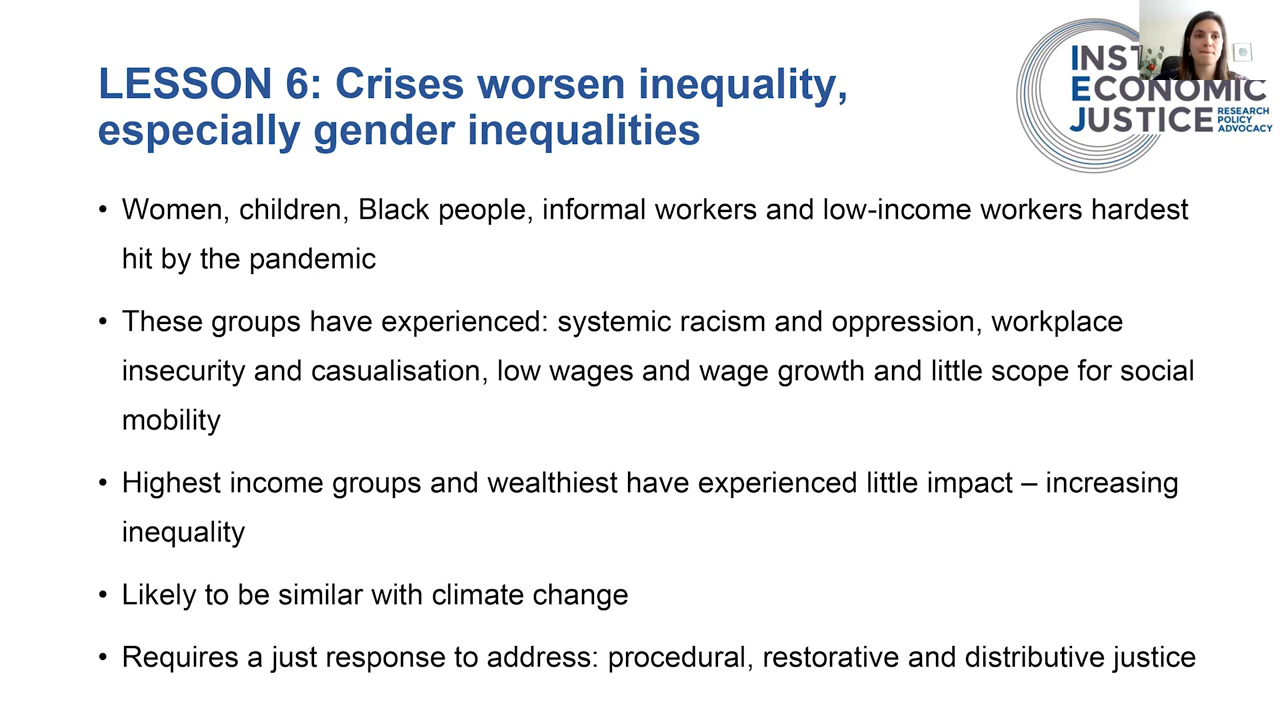 LESSON 6: Crises worsen inequality,
especially gender inequalities
ECONOMIC
JUSTICE
RESEARCH
POLICY
ADVOCACY
• Women, children, Black people, informal workers and low-income workers hardest
hit by the pandemic
• These groups have experienced: systemic racism and oppression, workplace
insecurity and casualisation, low wages and wage growth and little scope for social
mobility
• Highest income groups and wealthiest have experienced little impact – increasing
inequality
• Likely to be similar with climate change
• Requires a just response to address: procedural, restorative and distributive justice